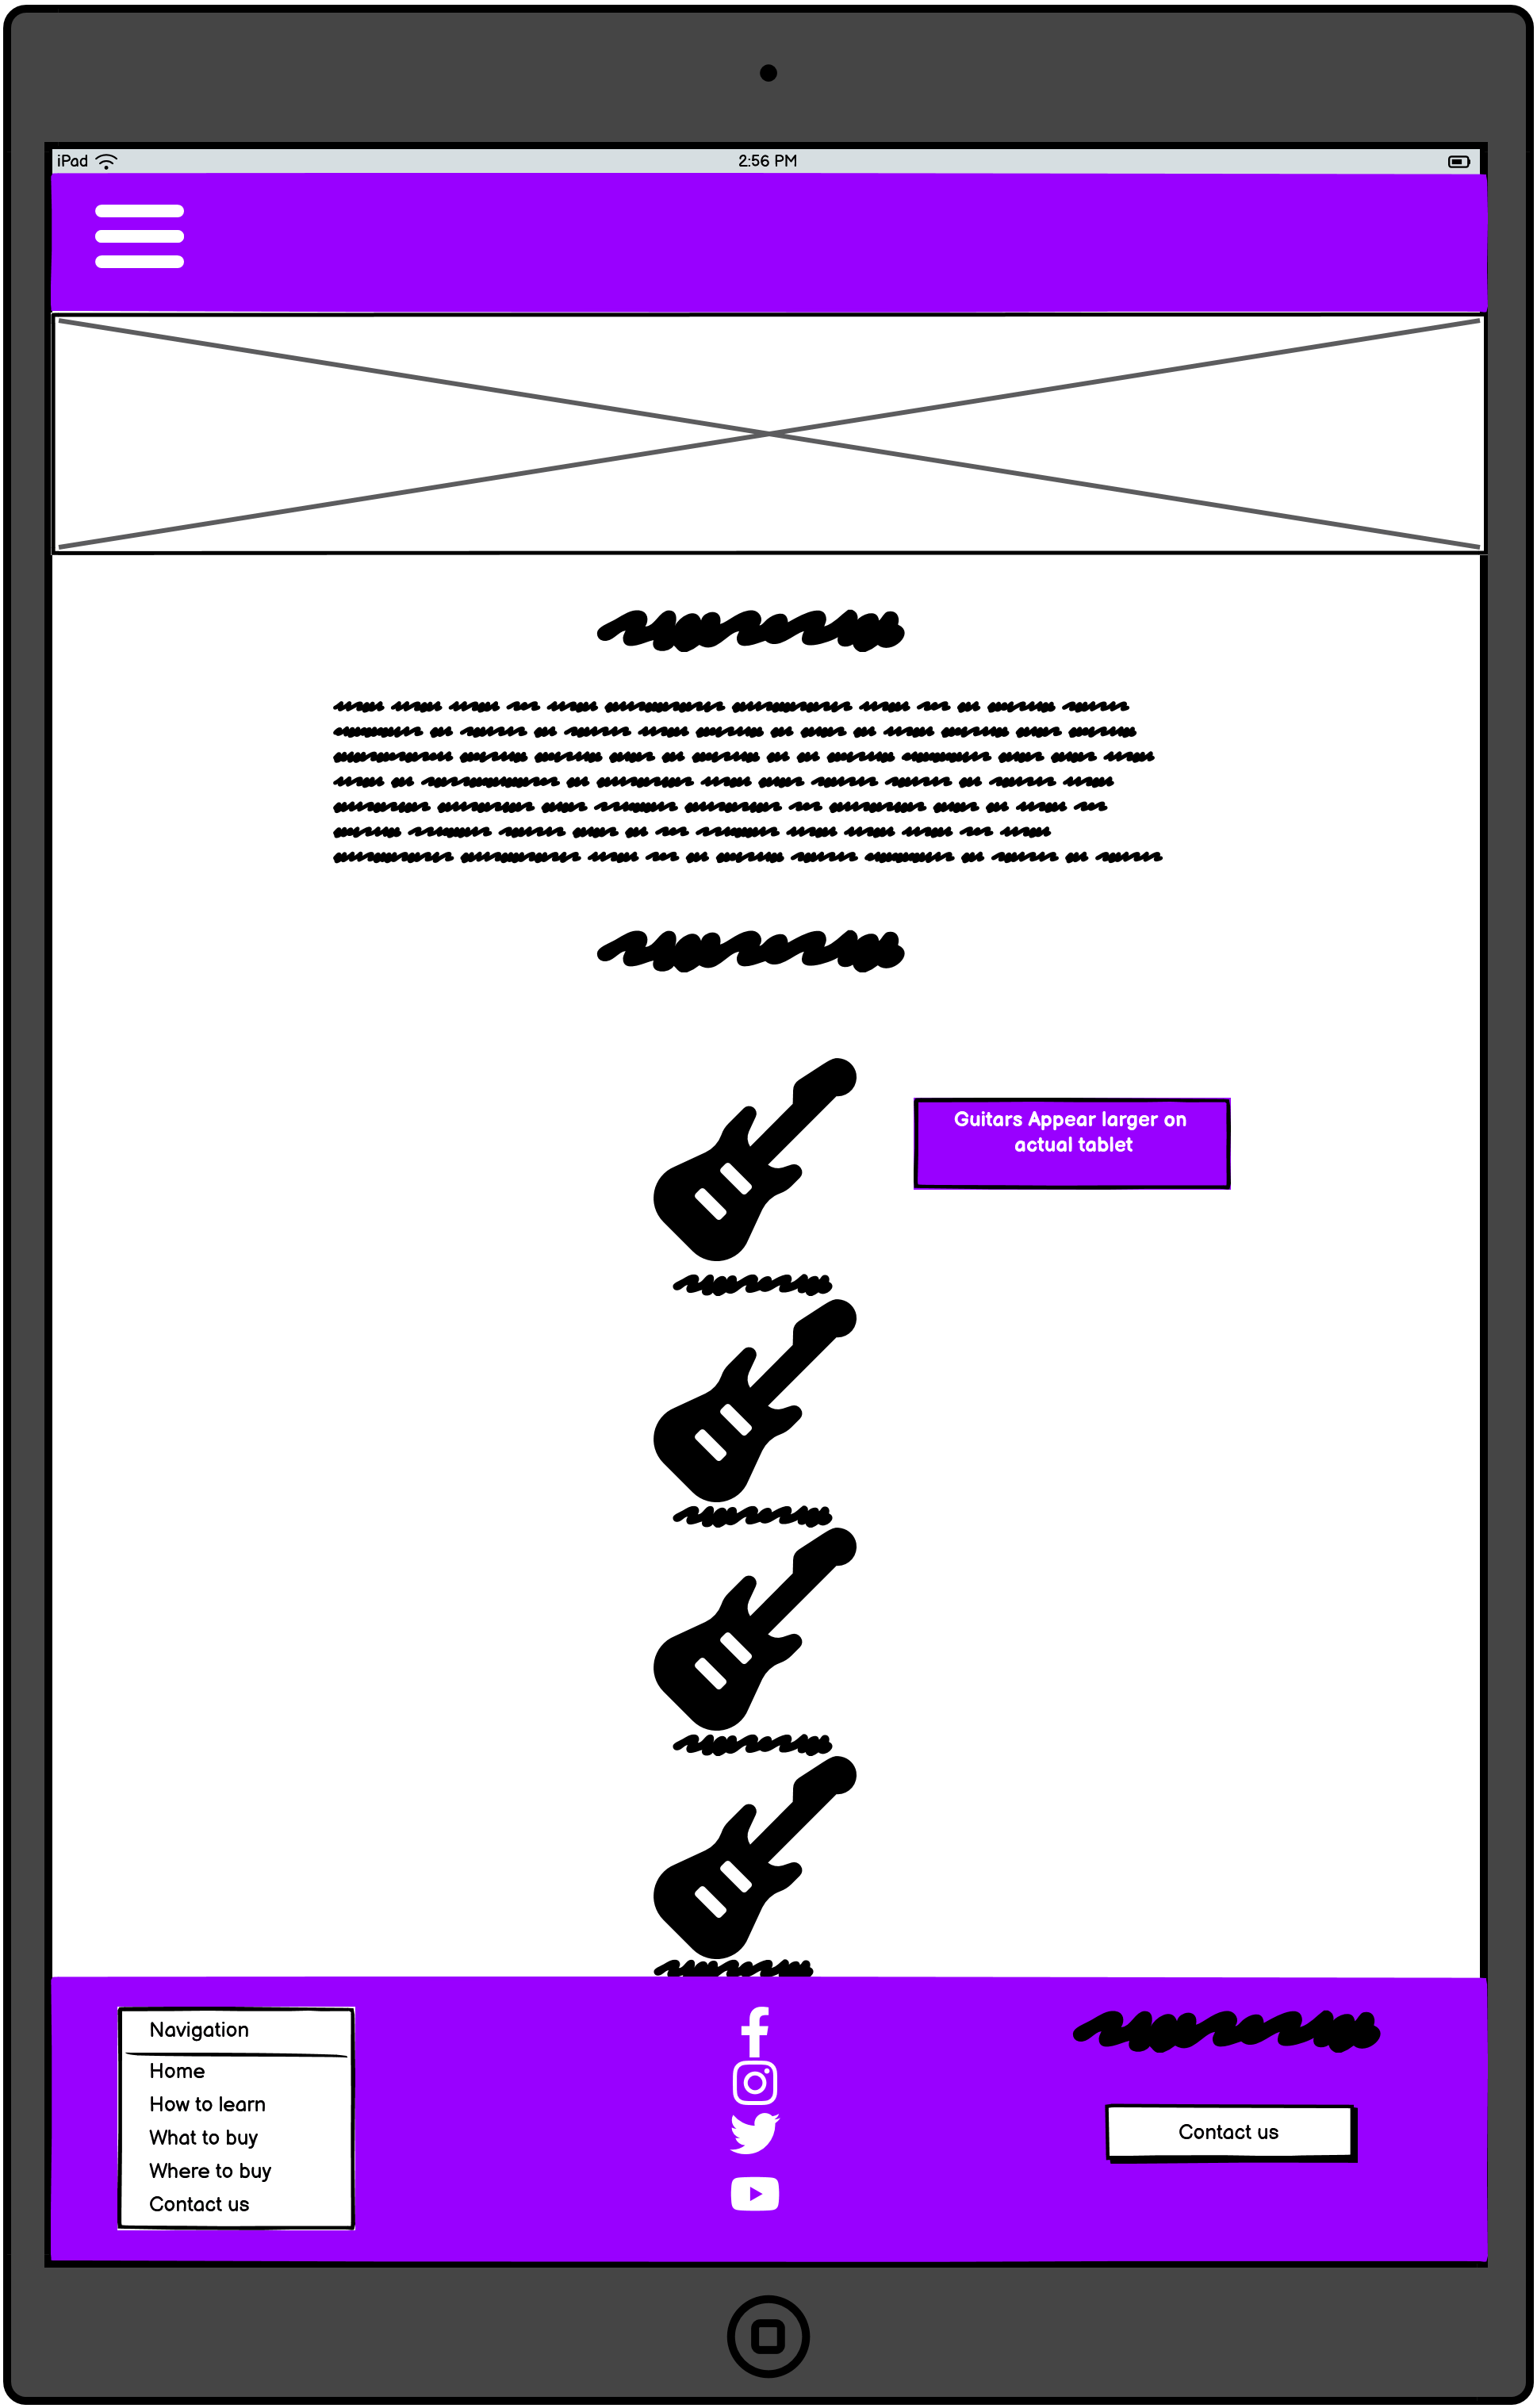 iPad
2:56 PM
Guitars Appear larger on
actual tablet
Navigation
Home
How to learn
What to buy
Where to buy
Contact us
Contact us